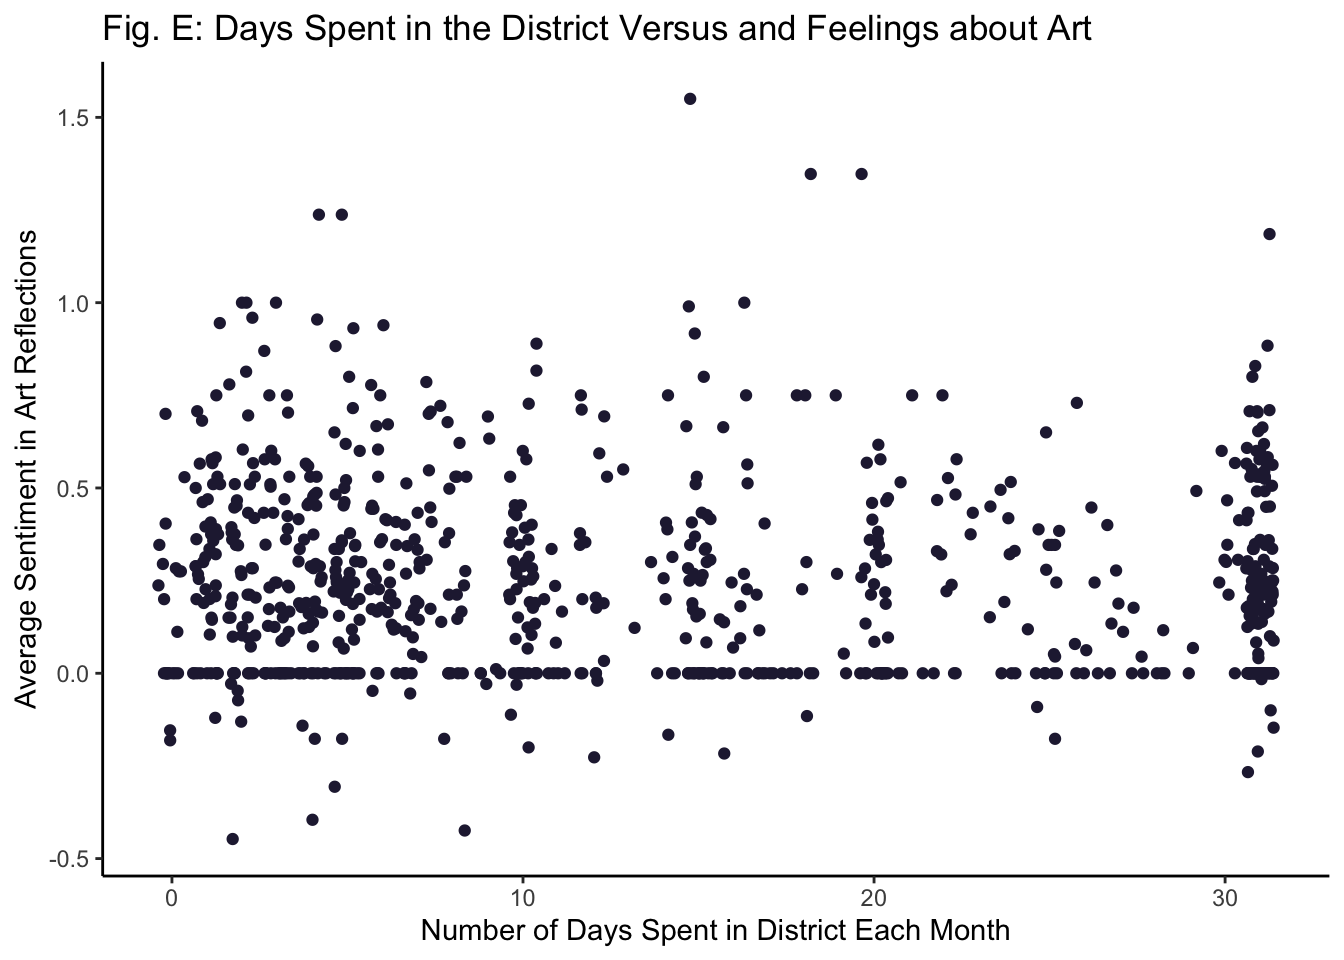 Fig. E: Days Spent in the District Versus and Feelings about Art
Average Sentiment in Art Reflections
1.5
1.0
0.5
0.0
-0.5
0 10 20 30
Number of Days Spent in District Each Month